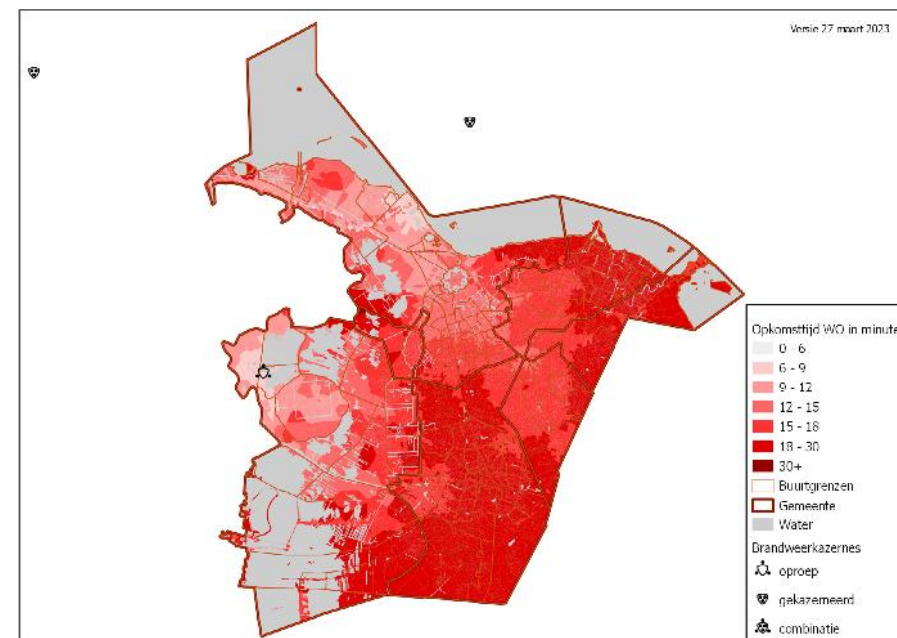 Versie 27 maart 2023
Opkomsttijd WO in minute
0 - 6
6 - 9
9 - 12
12 - 15
15 - 18
18 - 30
30+
Buurtgrenzen
Gemeente
Water
Brandweerkazernes
oproep
gekazerneerd
combinatie